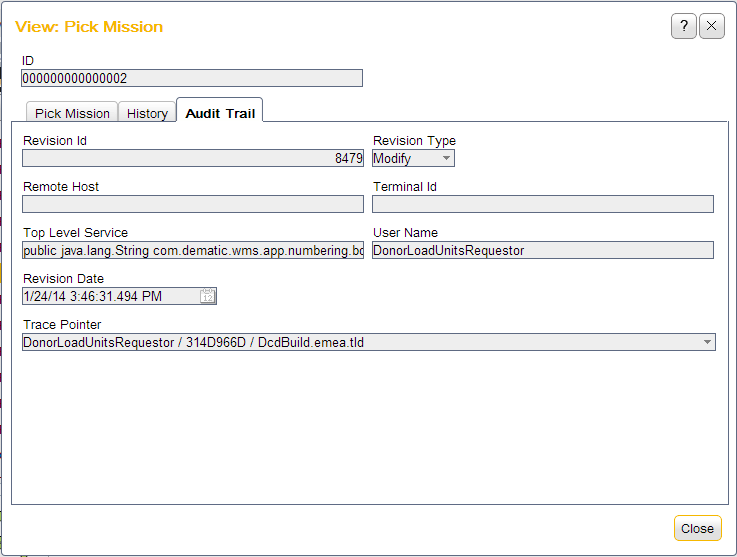 View: Pick Mission
?
ID
000000000000002
Pick Mission History Audit Trail
Revision Id Revision Type
8479 Modify
Remote Host Terminal Id
Top Level Service User Name
public java.lang.String com.dematic.wms.app.numbering.bo DonorLoadUnitsRequestor
Revision Date
1/24/14 3:46:31.494 PM 12
Trace Pointer
DonorLoadUnitsRequestor / 314D966D / DcdBuild.emea.tld
Close